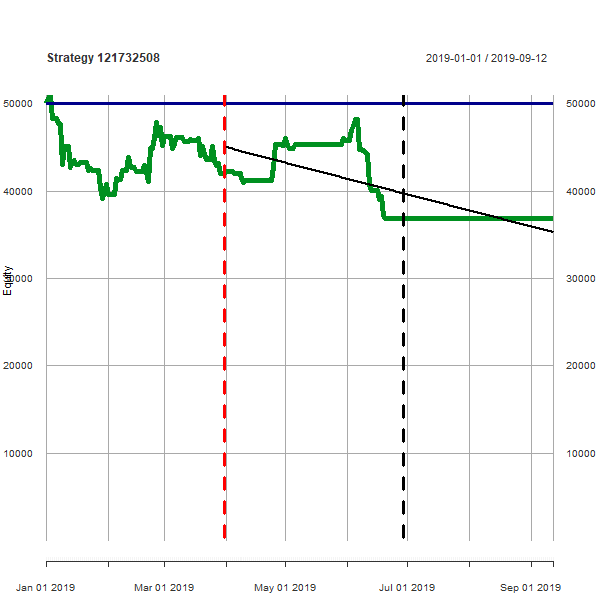 Strategy 121732508
2019-01-01 / 2019-09-12
50000
50000
40000
40000
30000
30000
Equity
20000
20000
10000
10000
Jan 01 2019
Mar 01 2019
May 01 2019
Jul 01 2019
Sep 01 2019